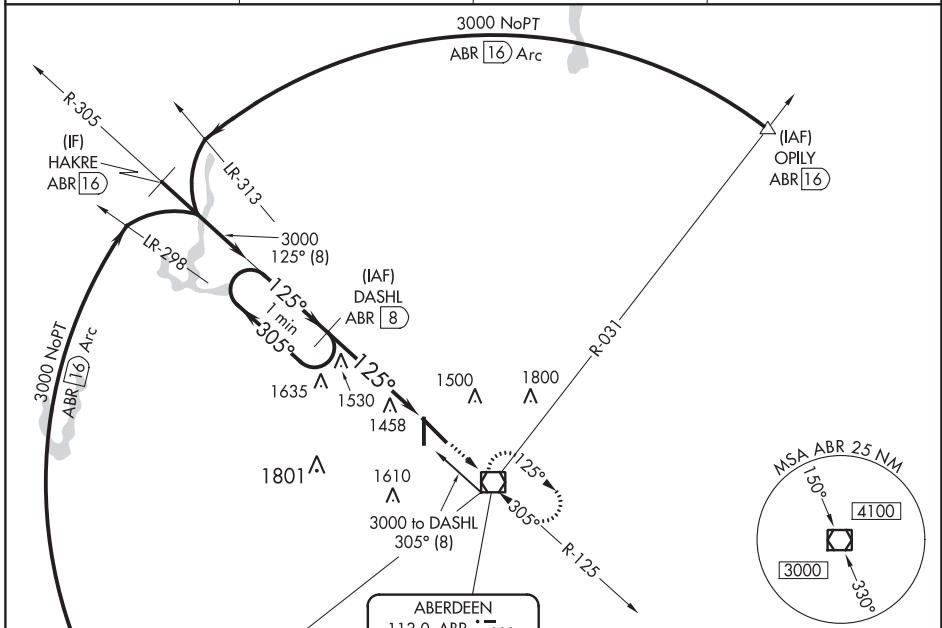 3000 NoPT
ABR 16 Arc
R-305
(IF)
HAKRE
ABR 16
LR-313
(IAF)
OPILY
ABR 16
3000
125° (8)
LR-298
(IAF)
DASHL
ABR 8
125°
1 min
305°
3000 NoPT
ABR 16 Arc
R-031
125°
1635
1530
1458
1500
1800
1801
1610
125°
305°
3000 to DASHL
305° (8)
R-125
MSA ABR 25 NM
150°
4100
3000
330°
ABERDEEN
113.0 ABR